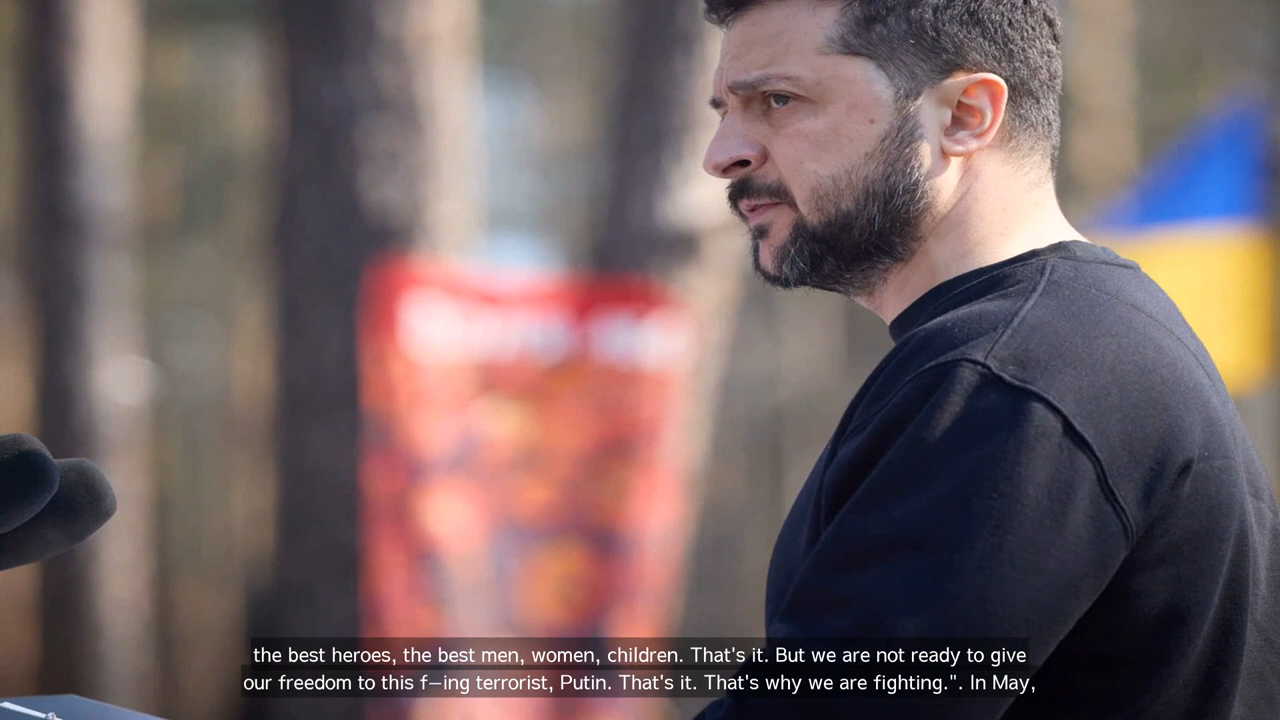 the best heroes, the best men, women, children. That's it. But we are not ready to give
our freedom to this f–ing terrorist, Putin. That's it. That's why we are fighting.". In May,